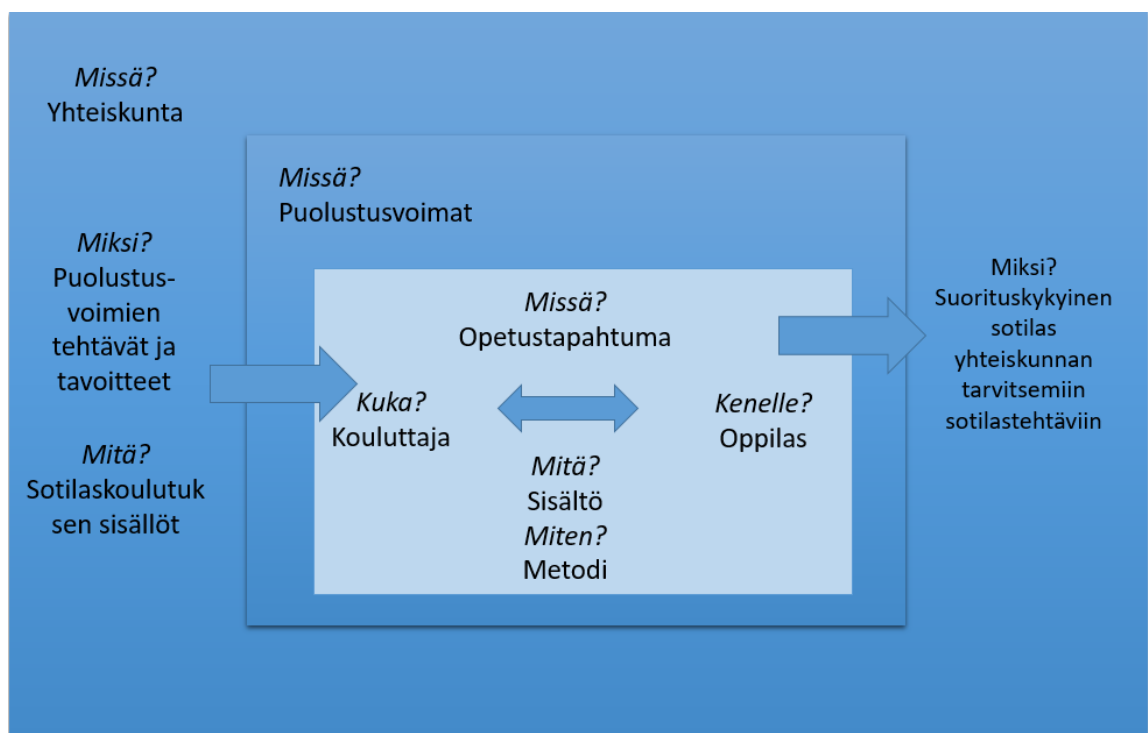 Missä?
Yhteiskunta
Miksi?
Puolustus-
voimien
tehtävät ja
tavoitteet
Mitä?
Sotilaskoulutuk
sen sisällöt
Missä?
Puolustusvoimat
Missä?
Opetustapahtuma
Kuka?
Kouluttaja
Kenelle?
Oppilas
Mitä?
Sisältö
Miten?
Metodi
Miksi?
Suorituskykyinen
sotilas
yhteiskunnan
tarvitsemiin
sotilastehtäviin